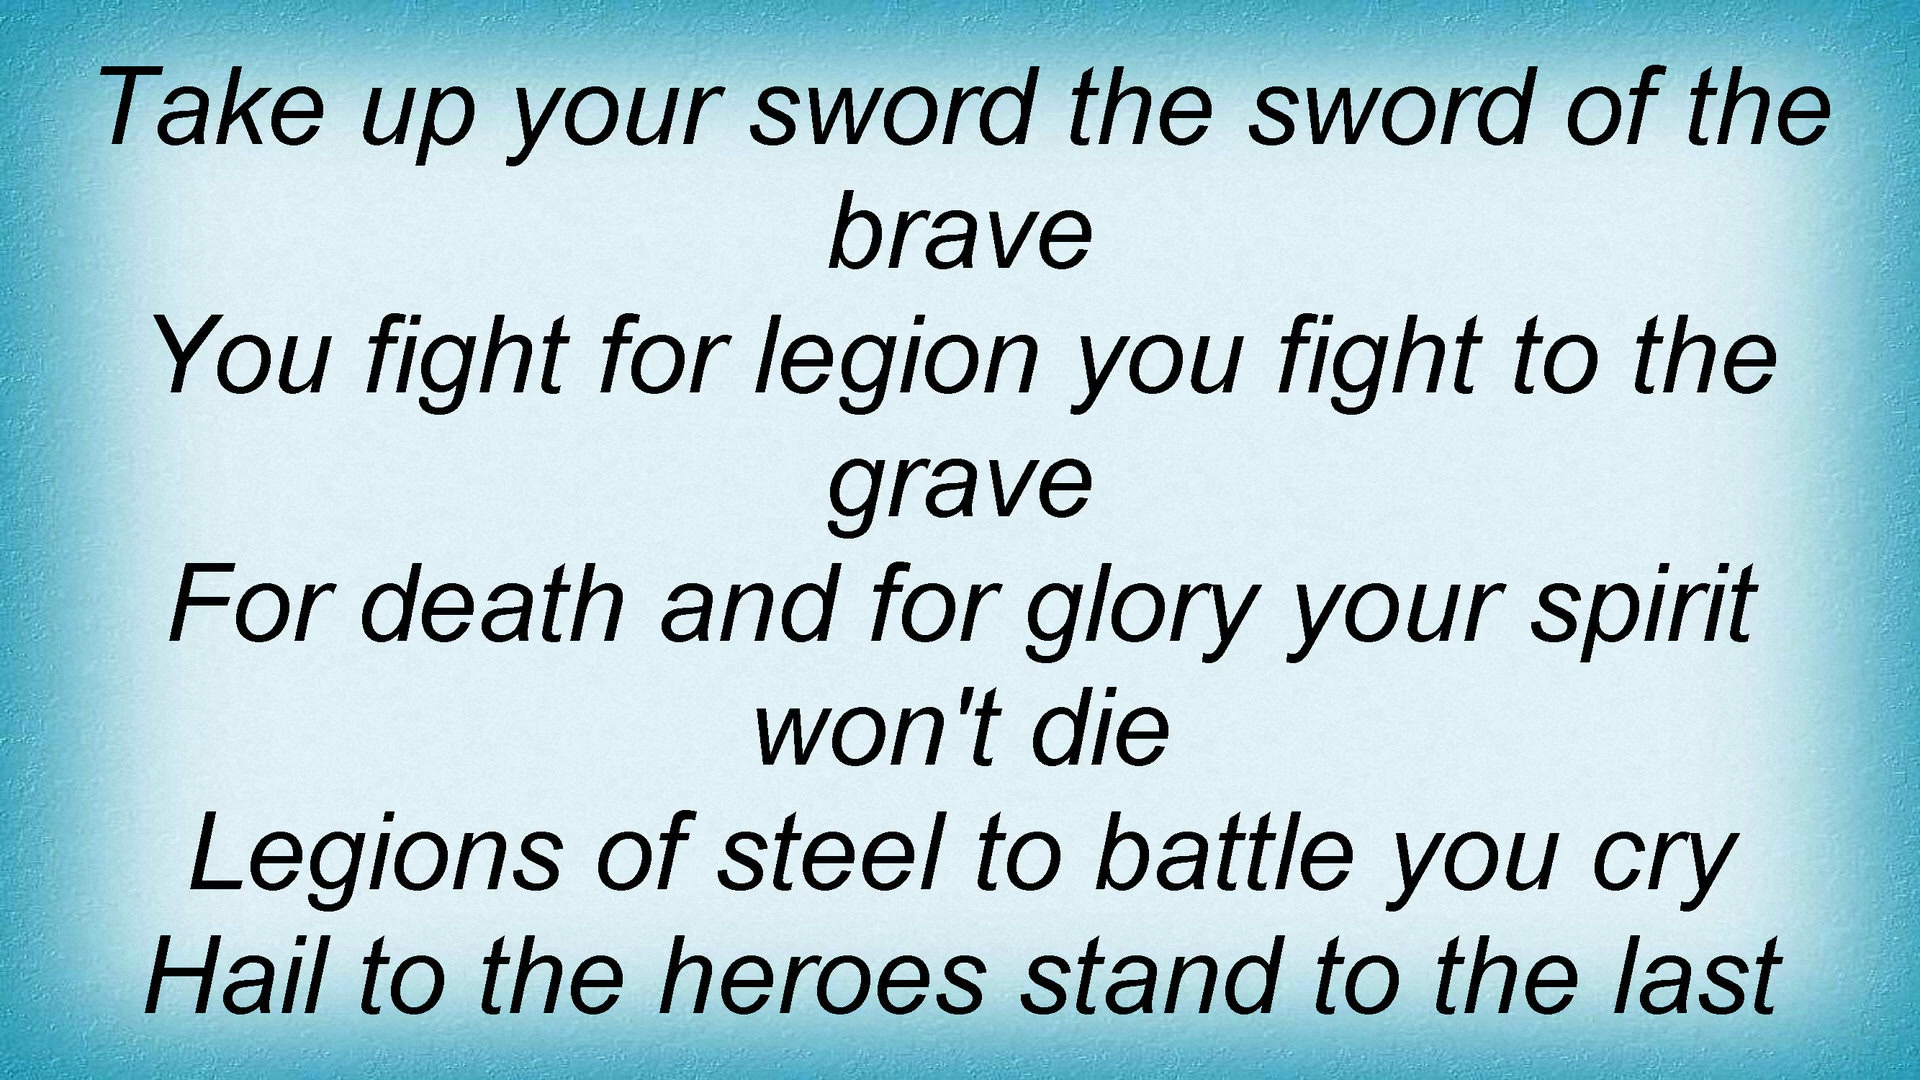 Take up your sword the sword of the
brave
You fight for legion you fight to the
grave
For death and for glory your spirit
won't die
Legions of steel to battle you cry
Hail to the heroes stand to the last